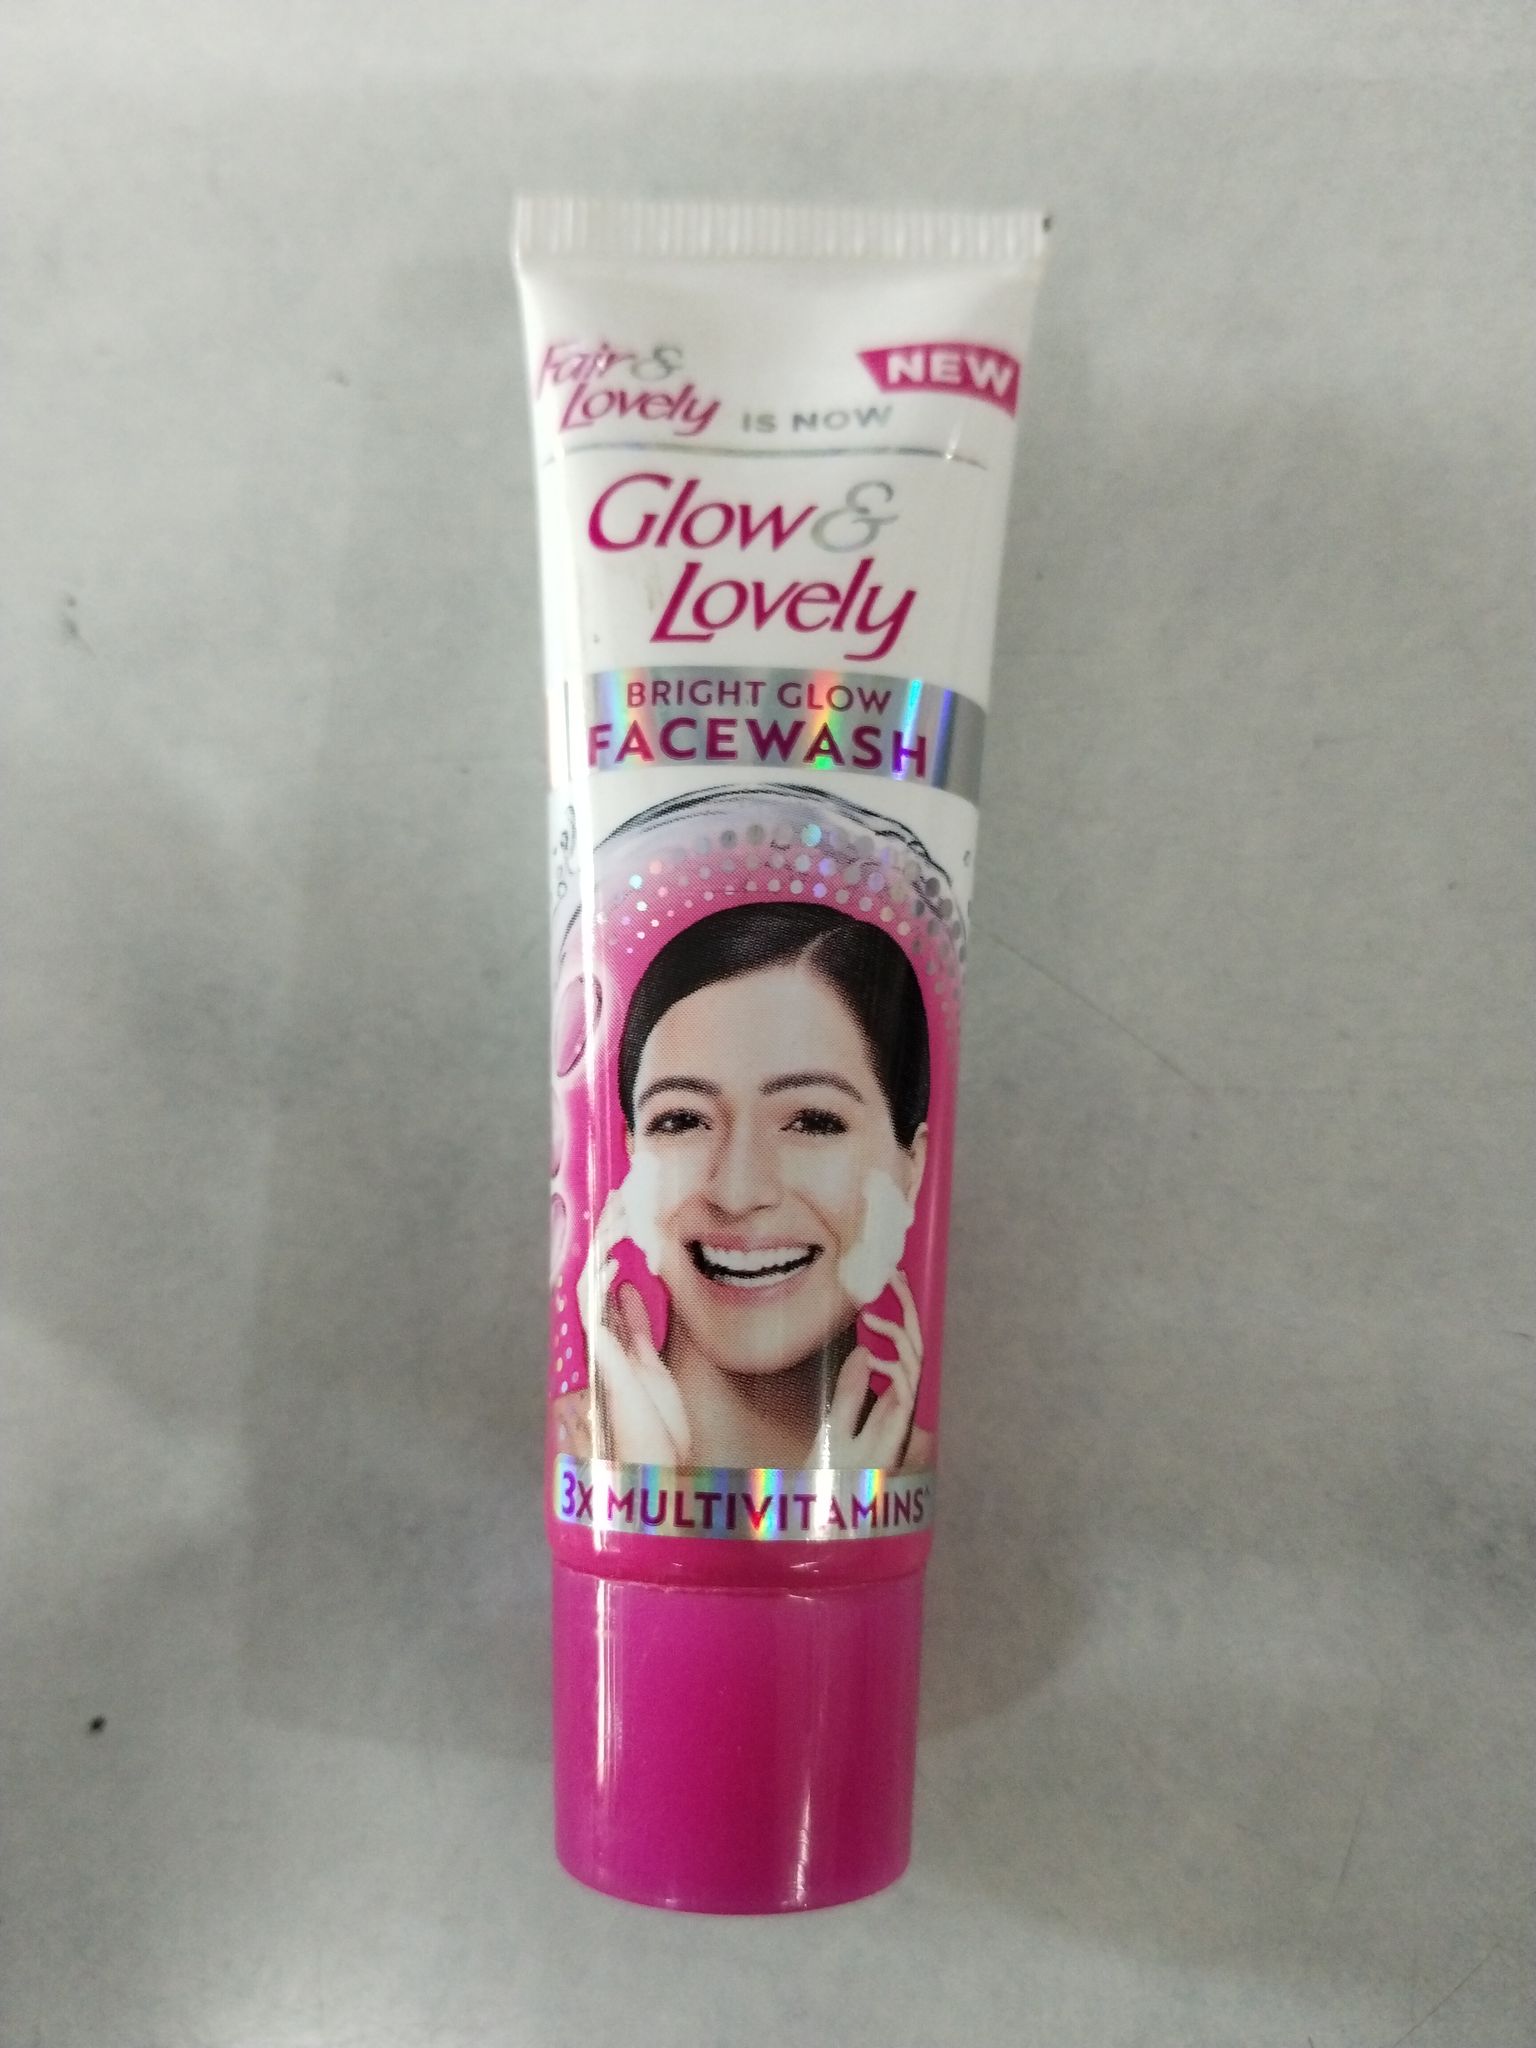 Fair &
Lovely IS NOW
NEW
Glow &
Lovely
BRIGHT GLOW
FACEWASH
3X MULTIVITAMINS^